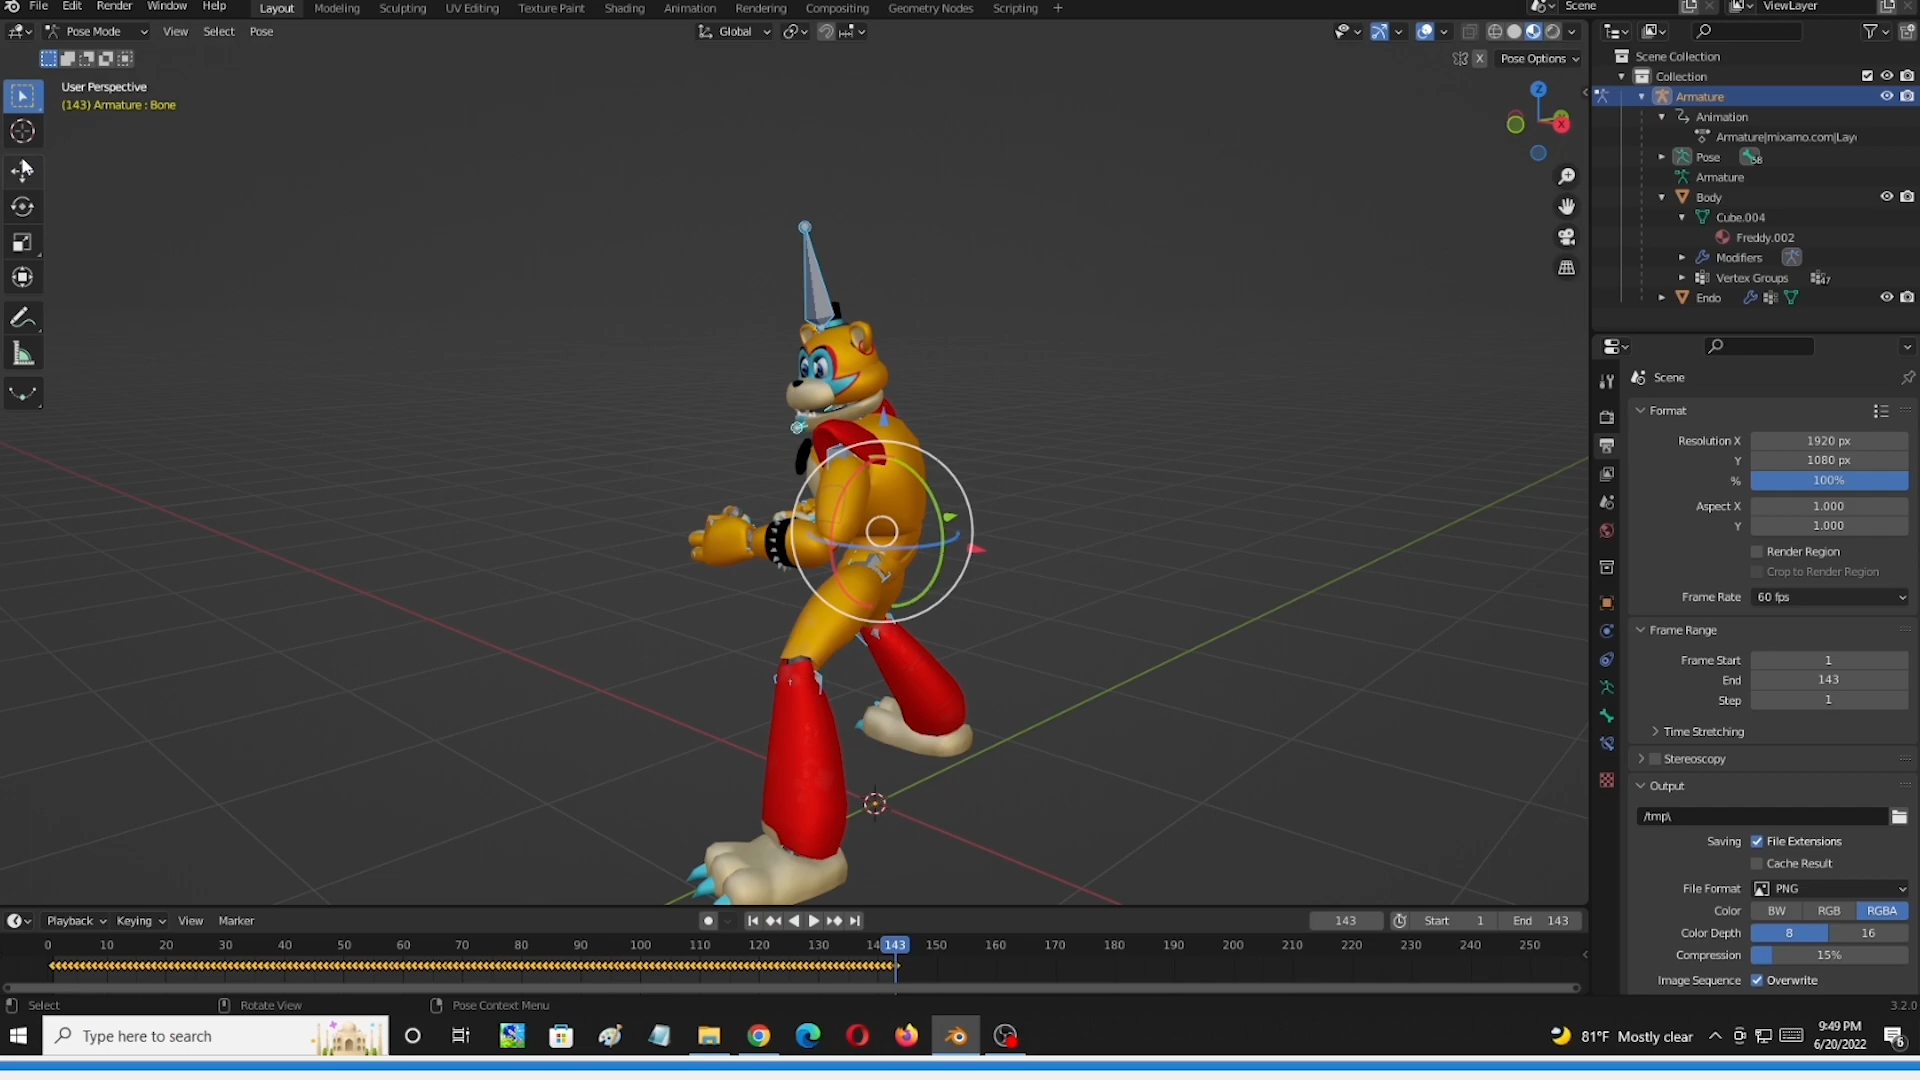 File Edit Render Window Help Layout Modeling Sculpting UV Editing Texture Paint Shading Animation Rendering Compositing Geometry Nodes Scripting + Scene ViewLayer
Pose Mode View Select Pose Global
X Pose Options
User Perspective
(143) Armature : Bone
Z
X
Scene Collection
Collection
Armature
Animation
Armature|mixamo.com|Lay
Pose 58
Armature
Body
Cube.004
Freddy.002
Modifiers
Vertex Groups 47
Endo
Scene
Format
Resolution X 1920 px
Y 1080 px
% 100%
Aspect X 1.000
Y 1.000
Render Region
Crop to Render Region
Frame Rate 60 fps
Frame Range
Frame Start 1
End 143
Step 1
Time Stretching
Stereoscopy
Output
/tmp\
Saving File Extensions
Cache Result
File Format PNG
Color BW RGB RGBA
Color Depth 8 16
Compression 15%
Image Sequence Overwrite
Playback Keying View Marker 143 Start 1 End 143
0 10 20 30 40 50 60 70 80 90 100 110 120 130 14 143 150 160 170 180 190 200 210 220 230 240 250
Select Rotate View Pose Context Menu 3.2.0
Type here to search
81°F Mostly clear
9:49 PM
6/20/2022
6